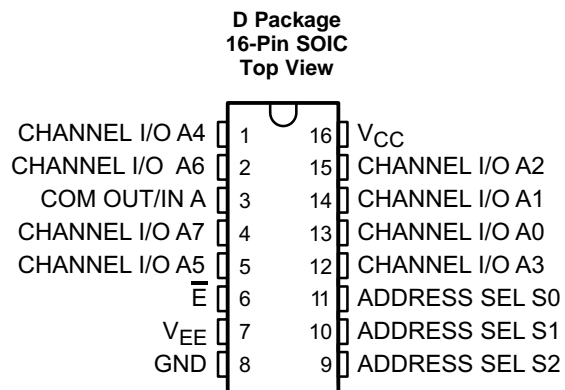 D Package
16-Pin SOIC
Top View
CHANNEL I/O A4 1 16 VCC
CHANNEL I/O A6 2 15 CHANNEL I/O A2
COM OUT/IN A 3 14 CHANNEL I/O A1
CHANNEL I/O A7 4 13 CHANNEL I/O A0
CHANNEL I/O A5 5 12 CHANNEL I/O A3
E̅ 6 11 ADDRESS SEL S0
VEE 7 10 ADDRESS SEL S1
GND 8 9 ADDRESS SEL S2